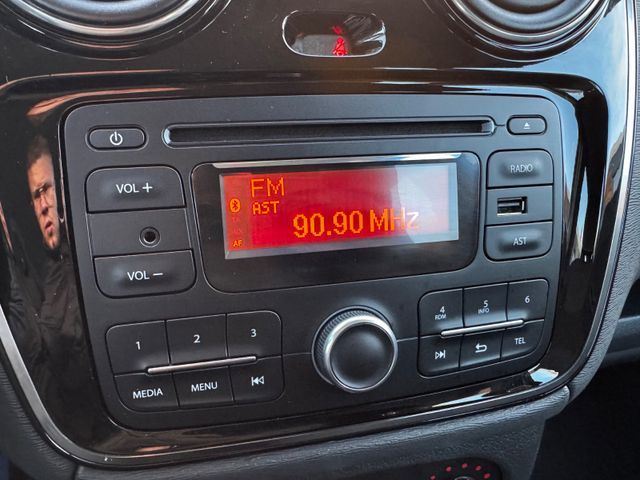 VOL +
VOL −
FM
AST
90.90 MHz
AF
RADIO
AST
1
2
3
MEDIA
MENU
4
RDM
5
INFO
6
TEL